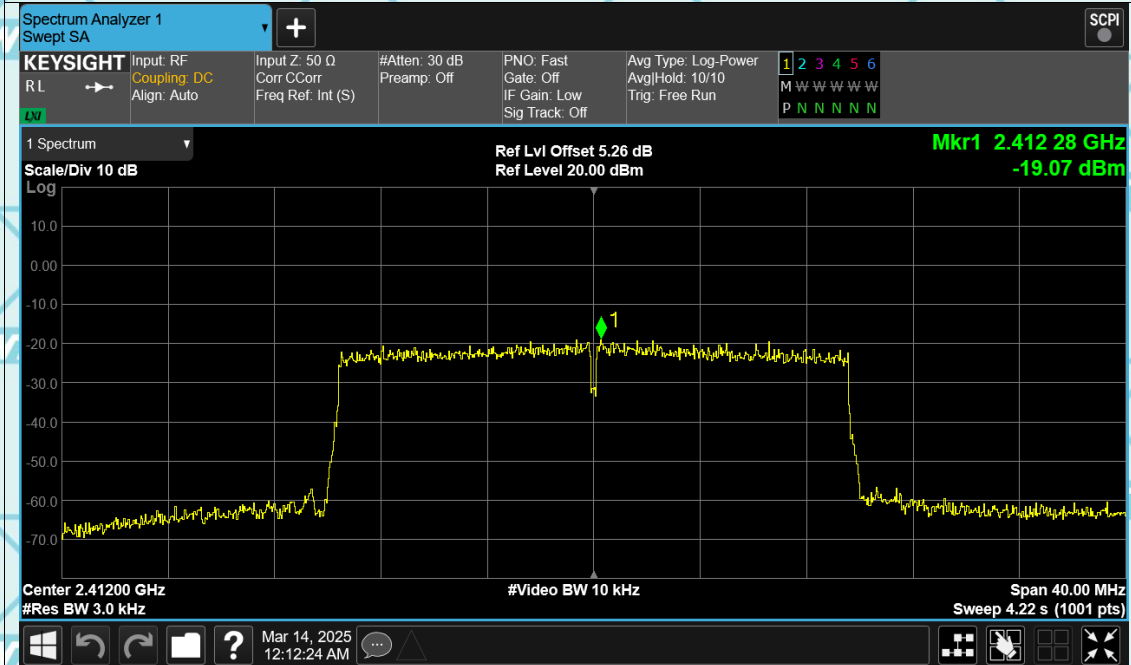 Spectrum Analyzer 1
Swept SA
+
SCPI
KEYSIGHT
R L
LXI
Input: RF
Coupling: DC
Align: Auto
Input Z: 50 Ω
Corr CCorr
Freq Ref: Int (S)
#Atten: 30 dB
Preamp: Off
PNO: Fast
Gate: Off
IF Gain: Low
Sig Track: Off
Avg Type: Log-Power
Avg|Hold: 10/10
Trig: Free Run
1 2 3 4 5 6
M W W W W W
P N N N N N
1 Spectrum
Scale/Div 10 dB
Log
Ref Lvl Offset 5.26 dB
Ref Level 20.00 dBm
Mkr1 2.412 28 GHz
-19.07 dBm
10.0
0.00
-10.0
1
-20.0
-30.0
-40.0
-50.0
-60.0
-70.0
Center 2.41200 GHz
#Res BW 3.0 kHz
#Video BW 10 kHz
Span 40.00 MHz
Sweep 4.22 s (1001 pts)
?
Mar 14, 2025
12:12:24 AM